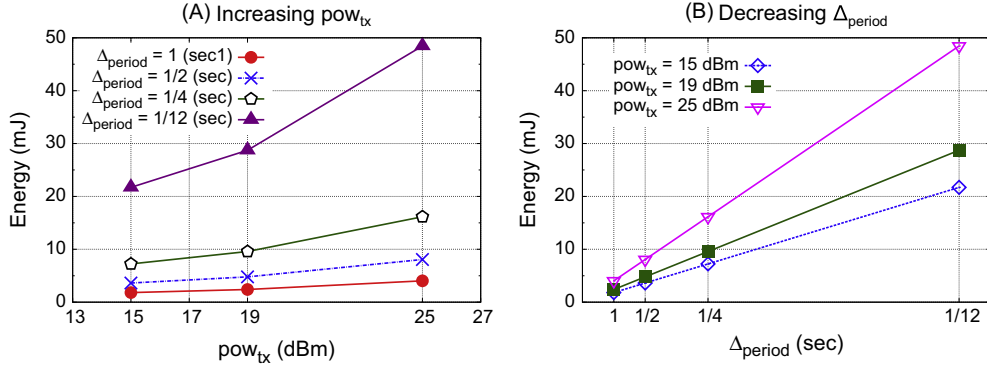 (A) Increasing pow_tx
Energy (mJ)
50
40
30
20
10
0
Δ_period = 1 (sec1)
Δ_period = 1/2 (sec)
Δ_period = 1/4 (sec)
Δ_period = 1/12 (sec)
13 15 19 25 27
pow_tx (dBm)
(B) Decreasing Δ_period
Energy (mJ)
50
40
30
20
10
0
pow_tx = 15 dBm
pow_tx = 19 dBm
pow_tx = 25 dBm
1 1/2 1/4 1/12
Δ_period (sec)